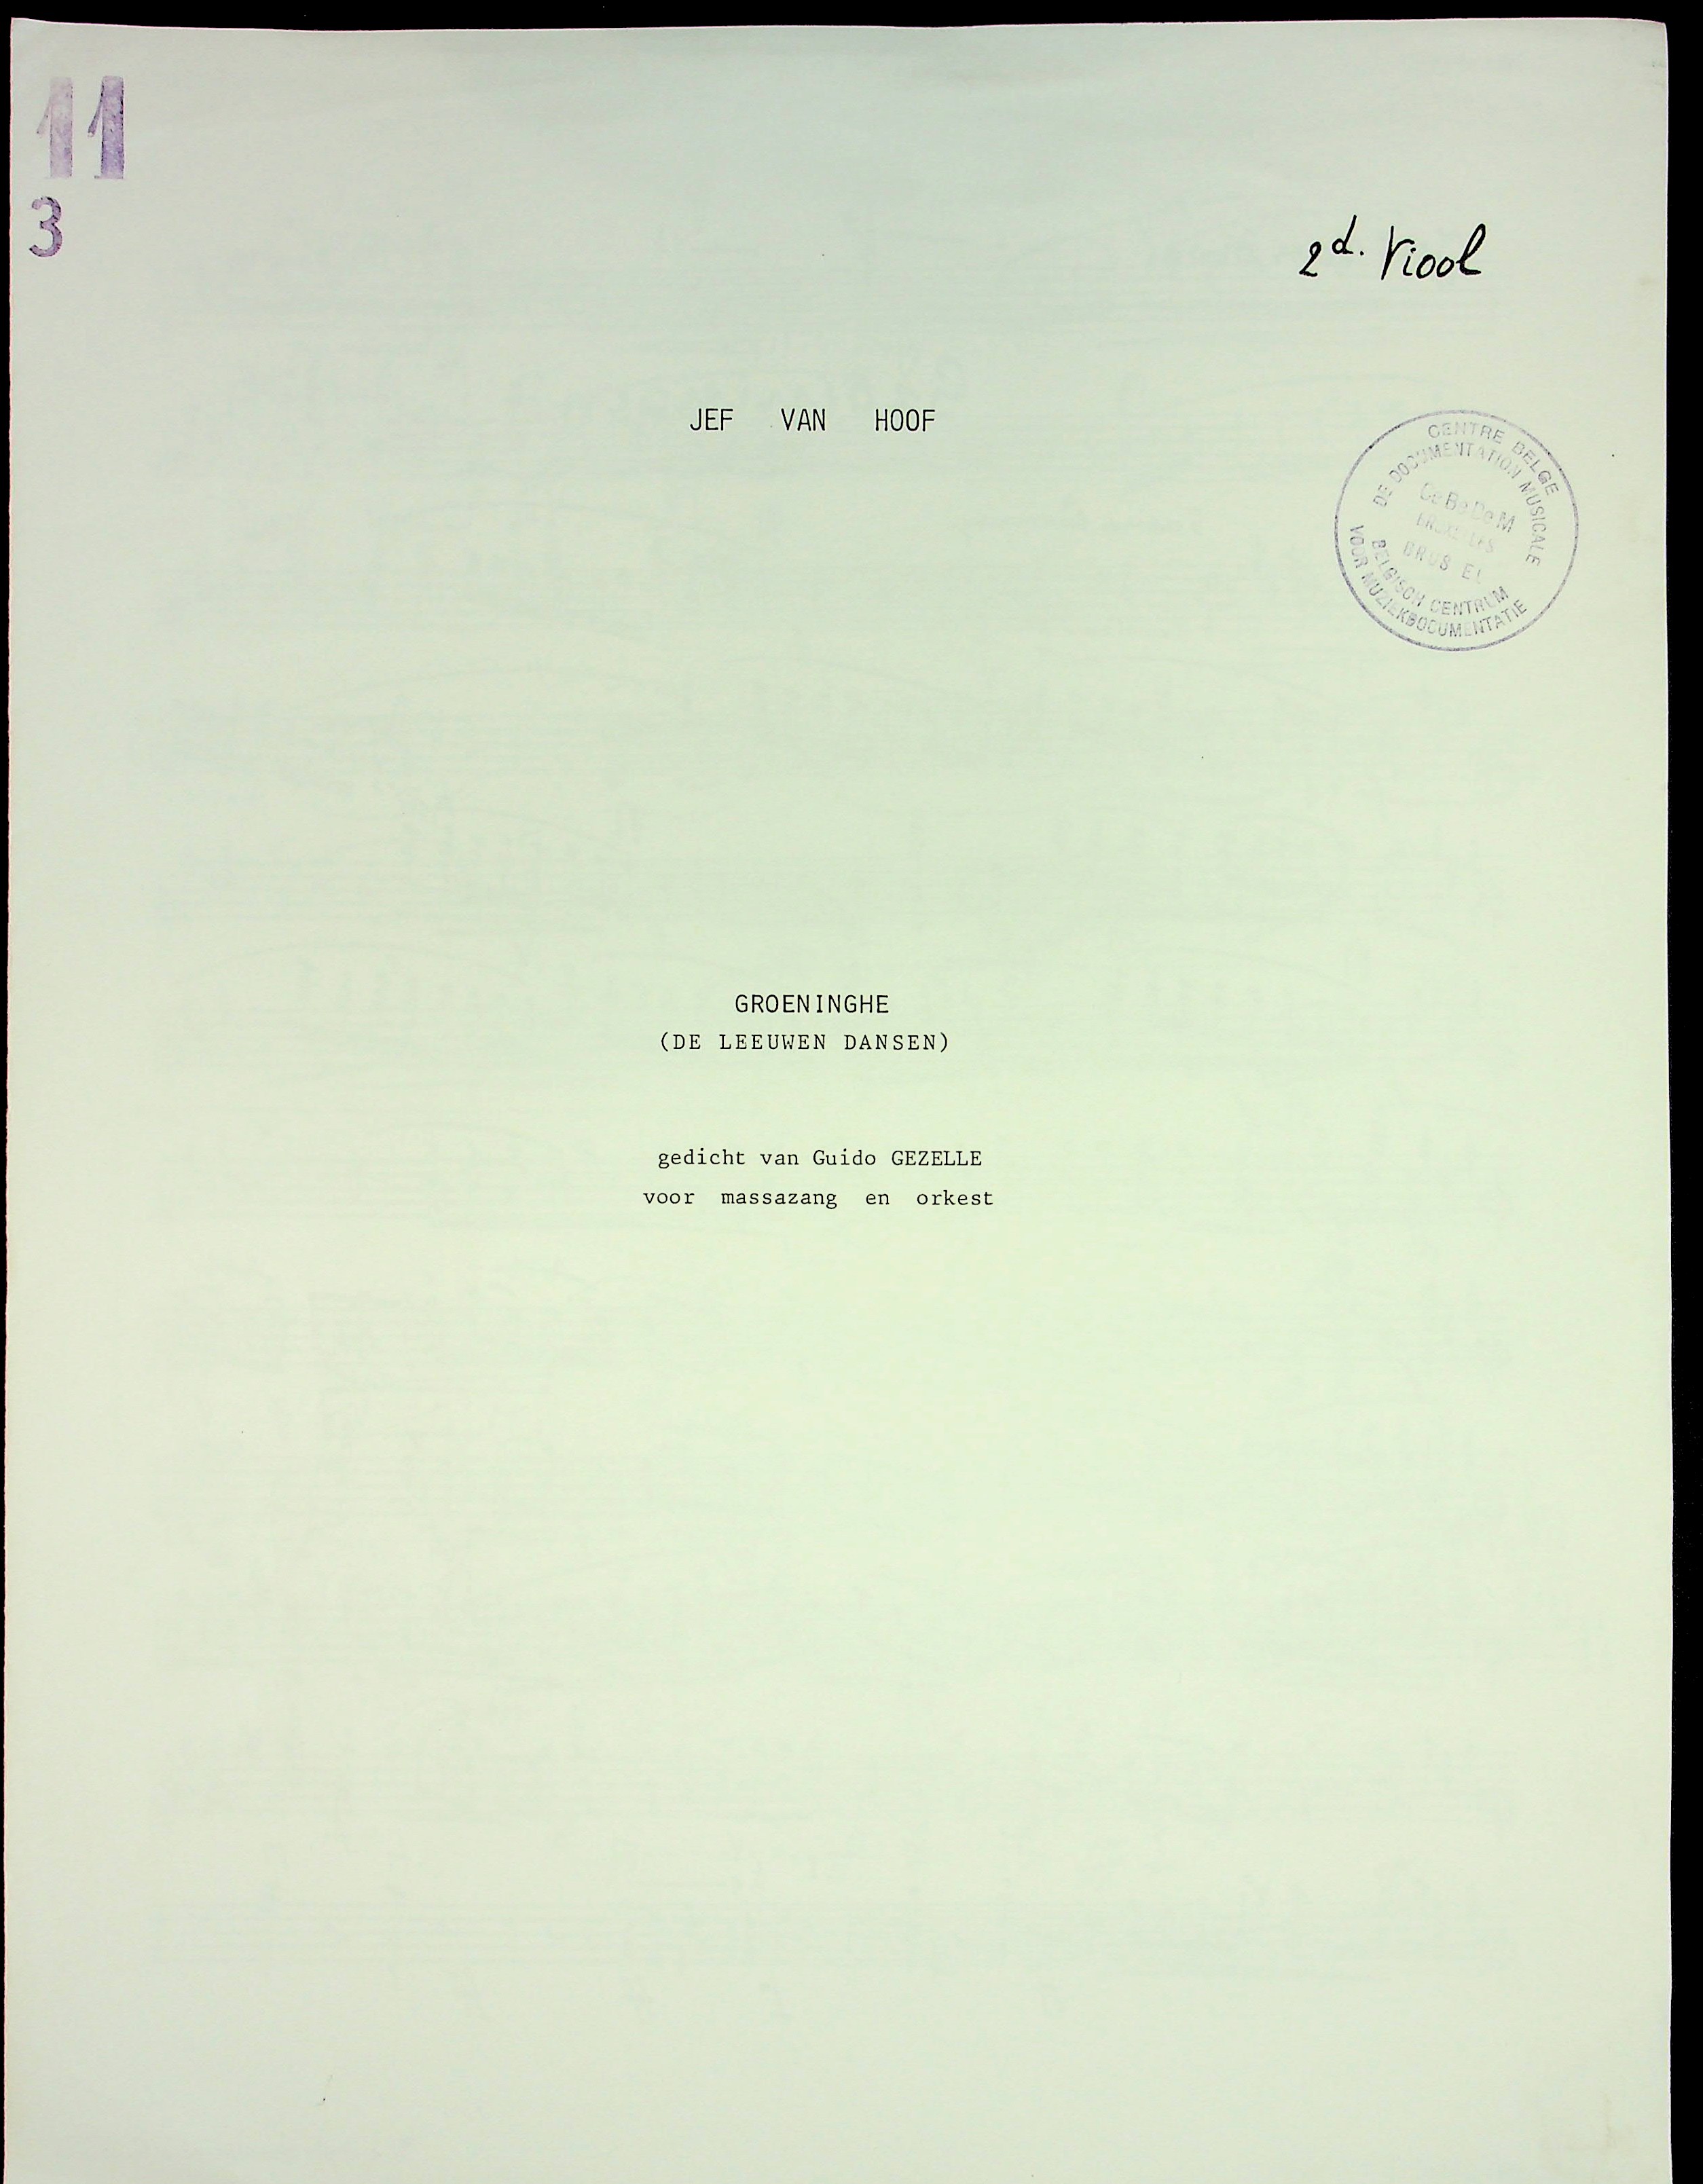 11
3
2d. Viool
JEF VAN HOOF
CENTRE BELGE
DE DOCUMENTATION MUSICALE
CeBeDeM
BRUXELLES
BRUSSEL
BELGISCH CENTRUM
VOOR MUZIEKDOCUMENTATIE
GROENINGHE
(DE LEEUWEN DANSEN)
gedicht van Guido GEZELLE
voor massazang en orkest